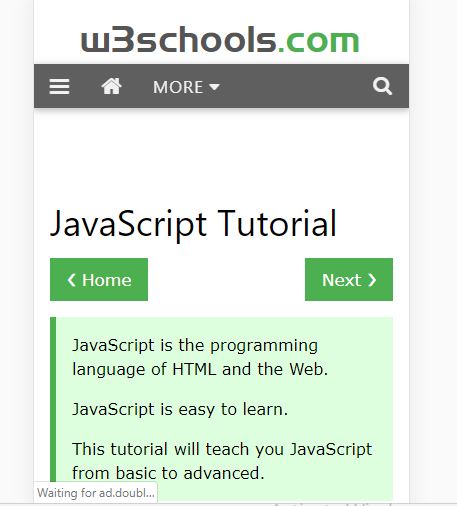 w3schools.com
MORE
JavaScript Tutorial
❮ Home
Next ❯
JavaScript is the programming
language of HTML and the Web.
JavaScript is easy to learn.
This tutorial will teach you JavaScript
from basic to advanced.
Waiting for ad.doubl...